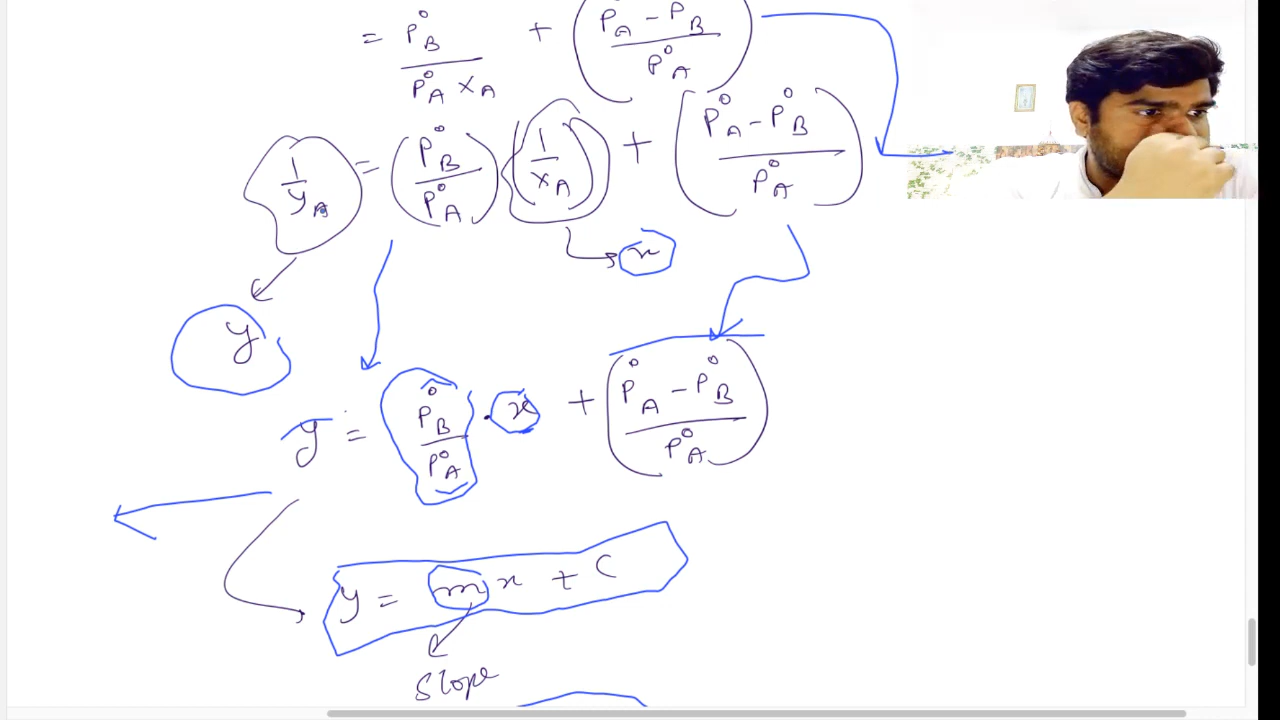 = P°B / P°A xA + (P°A − P°B / P°A)
1/yA = (P°B / P°A) (1/xA) + (P°A − P°B / P°A)
x
y
y = P°B / P°A · x + (P°A − P°B / P°A)
y = mx + C
Slope